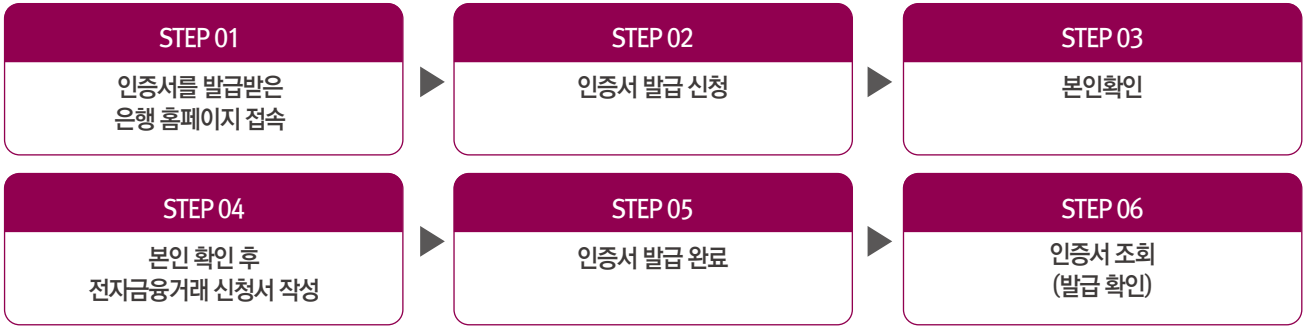 STEP 01
인증서를 발급받은
은행 홈페이지 접속
STEP 02
인증서 발급 신청
STEP 03
본인확인
STEP 04
본인 확인 후
전자금융거래 신청서 작성
STEP 05
인증서 발급 완료
STEP 06
인증서 조회
(발급 확인)